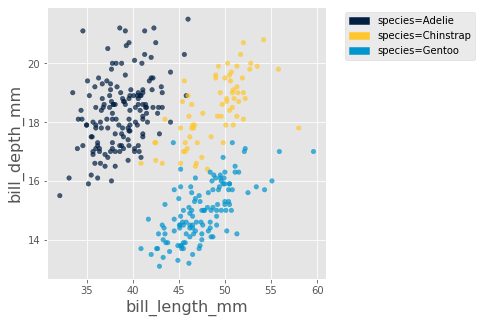 species=Adelie
species=Chinstrap
species=Gentoo
20
18
16
14
bill_depth_mm
35
40
45
50
55
60
bill_length_mm